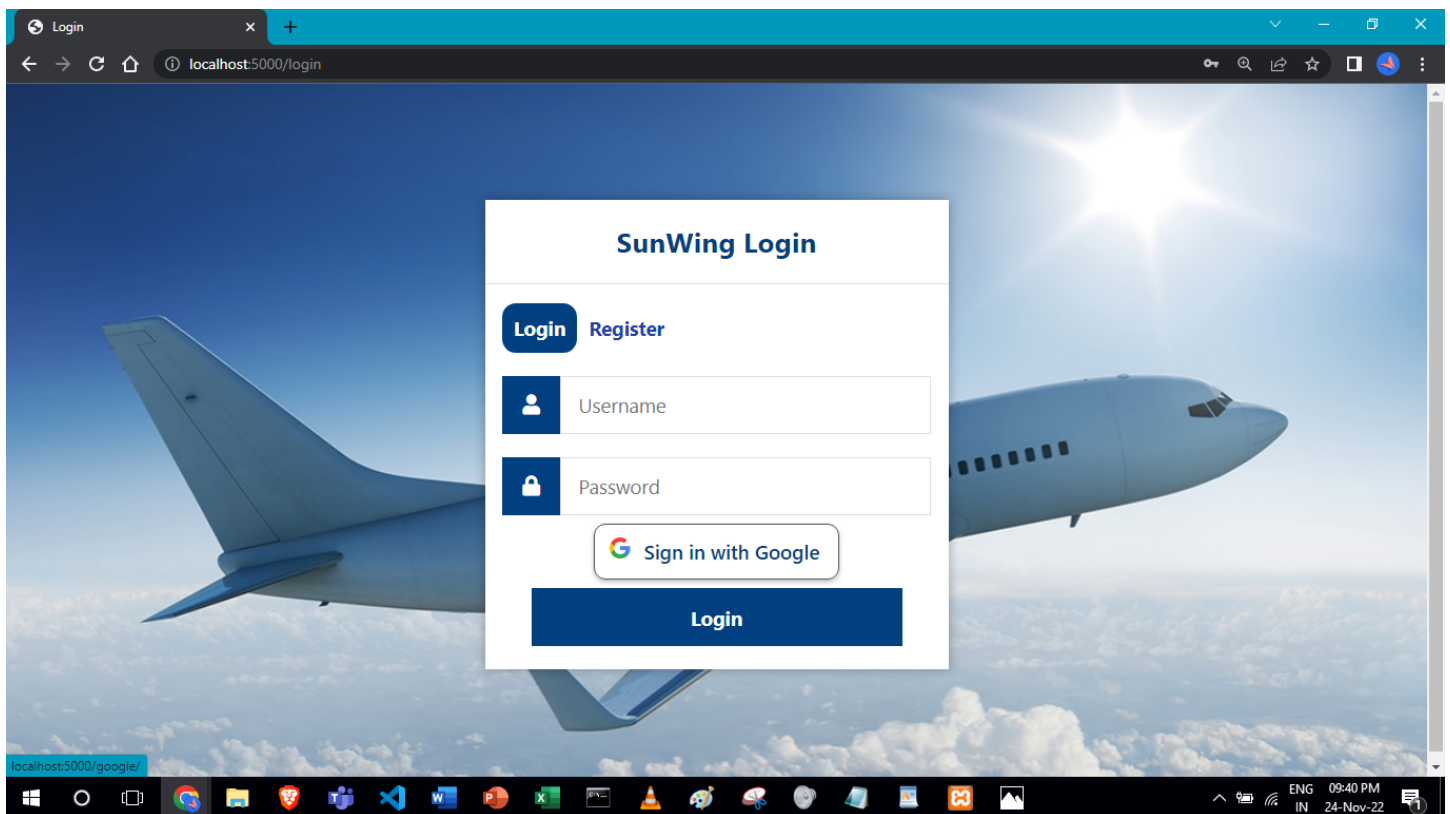 Login
localhost:5000/login
SunWing Login
Login Register
Username
Password
Sign in with Google
Login
localhost:5000/google/
ENG 09:40 PM
IN 24-Nov-22